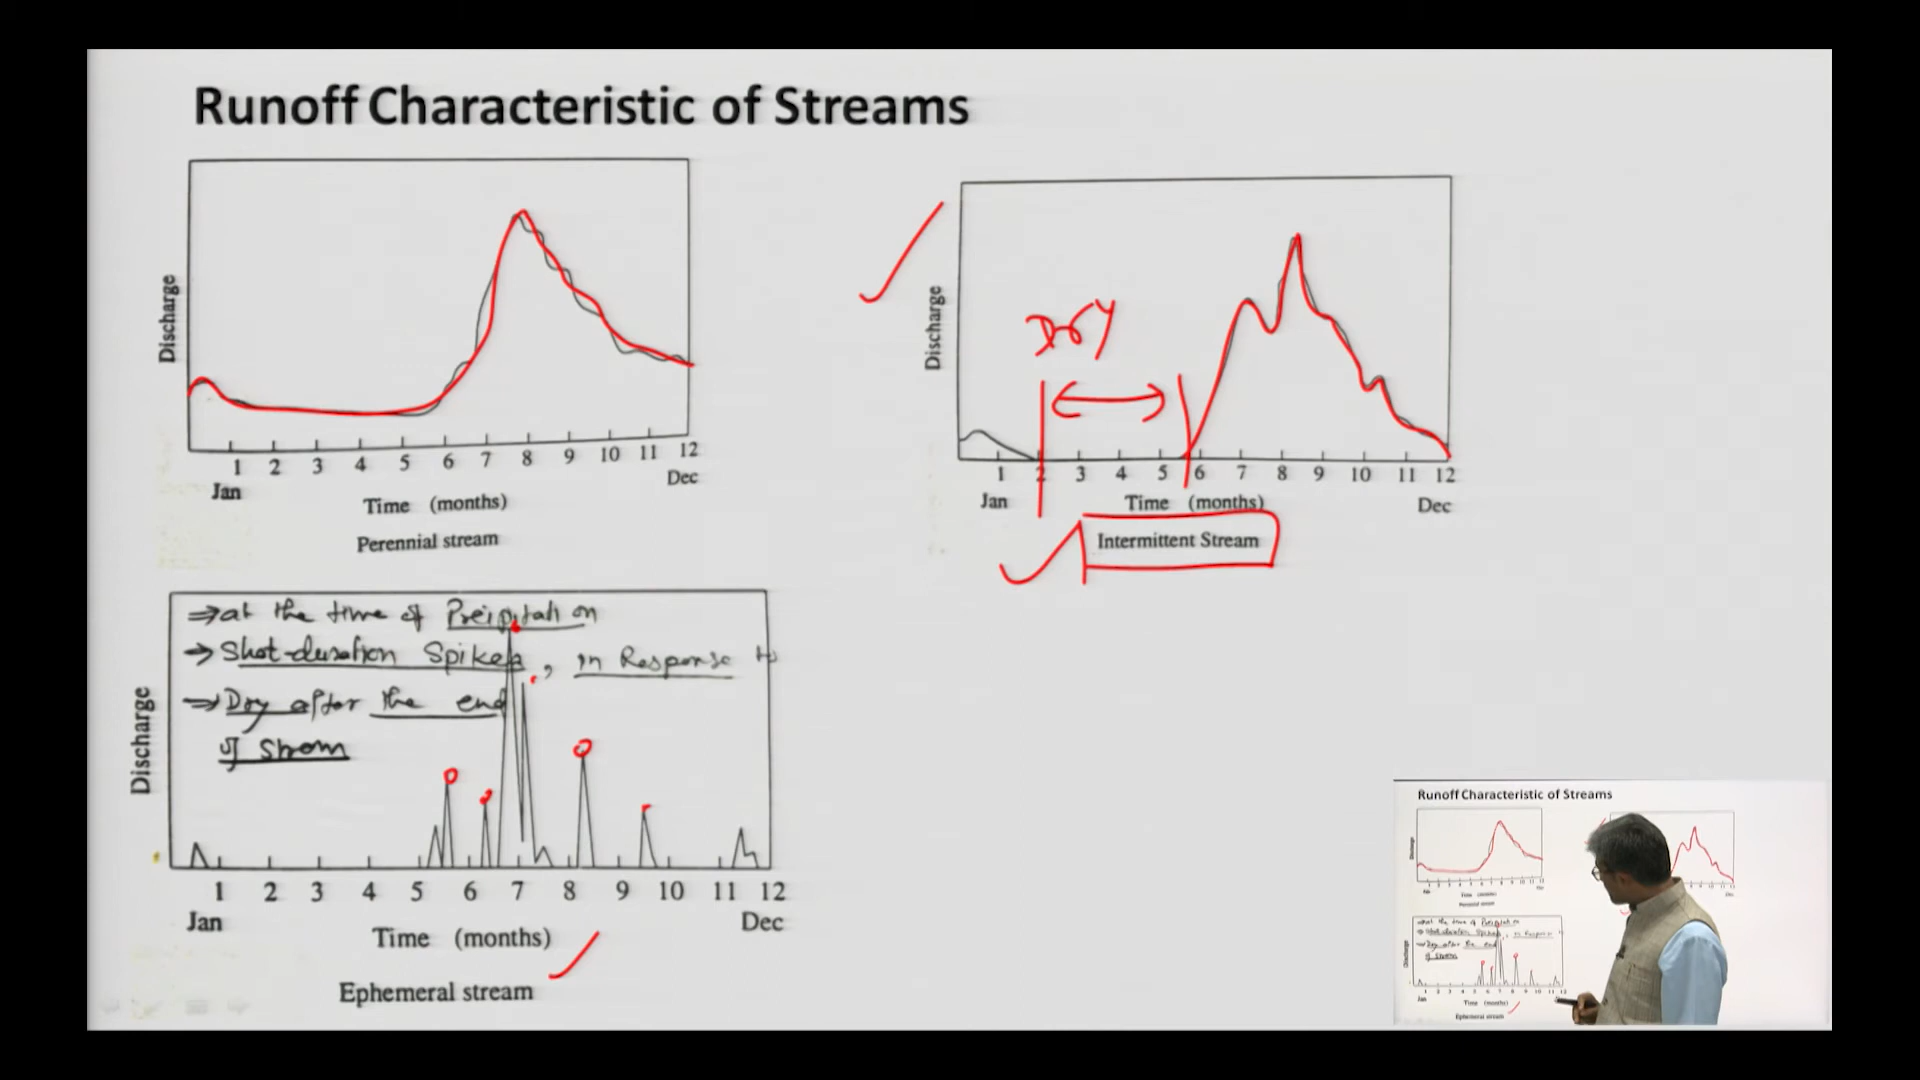 Runoff Characteristic of Streams
Discharge
1 2 3 4 5 6 7 8 9 10 11 12
Jan Dec
Time (months)
Perennial stream
Discharge
DrY
1 2 3 4 5 6 7 8 9 10 11 12
Jan Time (months) Dec
Intermittent Stream
⇒ at the time of Preipitation
→ Shot-duration Spikes, in Response to
⇒ Dry after the end
of Strom
Discharge
1 2 3 4 5 6 7 8 9 10 11 12
Jan Dec
Time (months)
Ephemeral stream
Runoff Characteristic of Streams